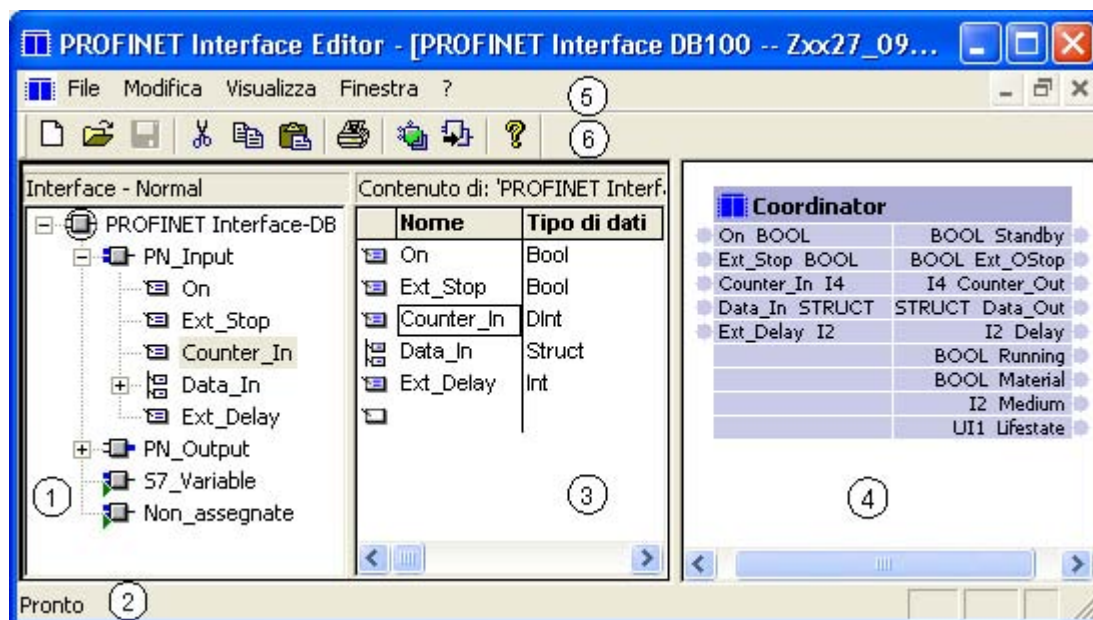 PROFINET Interface Editor - [PROFINET Interface DB100 -- Zxx27_09...
File Modifica Visualizza Finestra ?
5
6
Interface - Normal
PROFINET Interface-DB
PN_Input
On
Ext_Stop
Counter_In
Data_In
Ext_Delay
PN_Output
S7_Variable
Non_assegnate
1
Contenuto di: 'PROFINET Interf.
Nome Tipo di dati
On Bool
Ext_Stop Bool
Counter_In DInt
Data_In Struct
Ext_Delay Int
3
Coordinator
On BOOL BOOL Standby
Ext_Stop BOOL BOOL Ext_OStop
Counter_In I4 I4 Counter_Out
Data_In STRUCT STRUCT Data_Out
Ext_Delay I2 I2 Delay
BOOL Running
BOOL Material
I2 Medium
UI1 Lifestate
4
Pronto 2